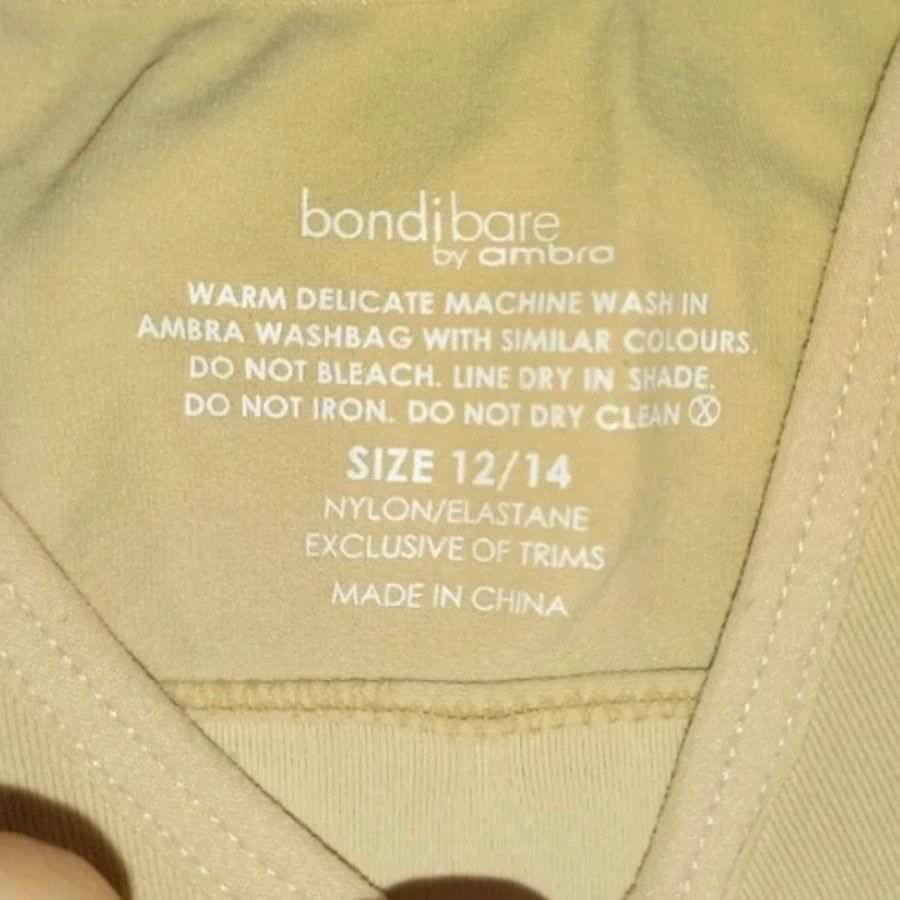 bondibare
by ambra
WARM DELICATE MACHINE WASH IN
AMBRA WASHBAG WITH SIMILAR COLOURS.
DO NOT BLEACH. LINE DRY IN SHADE.
DO NOT IRON. DO NOT DRY CLEAN Ⓧ
SIZE 12/14
NYLON/ELASTANE
EXCLUSIVE OF TRIMS
MADE IN CHINA